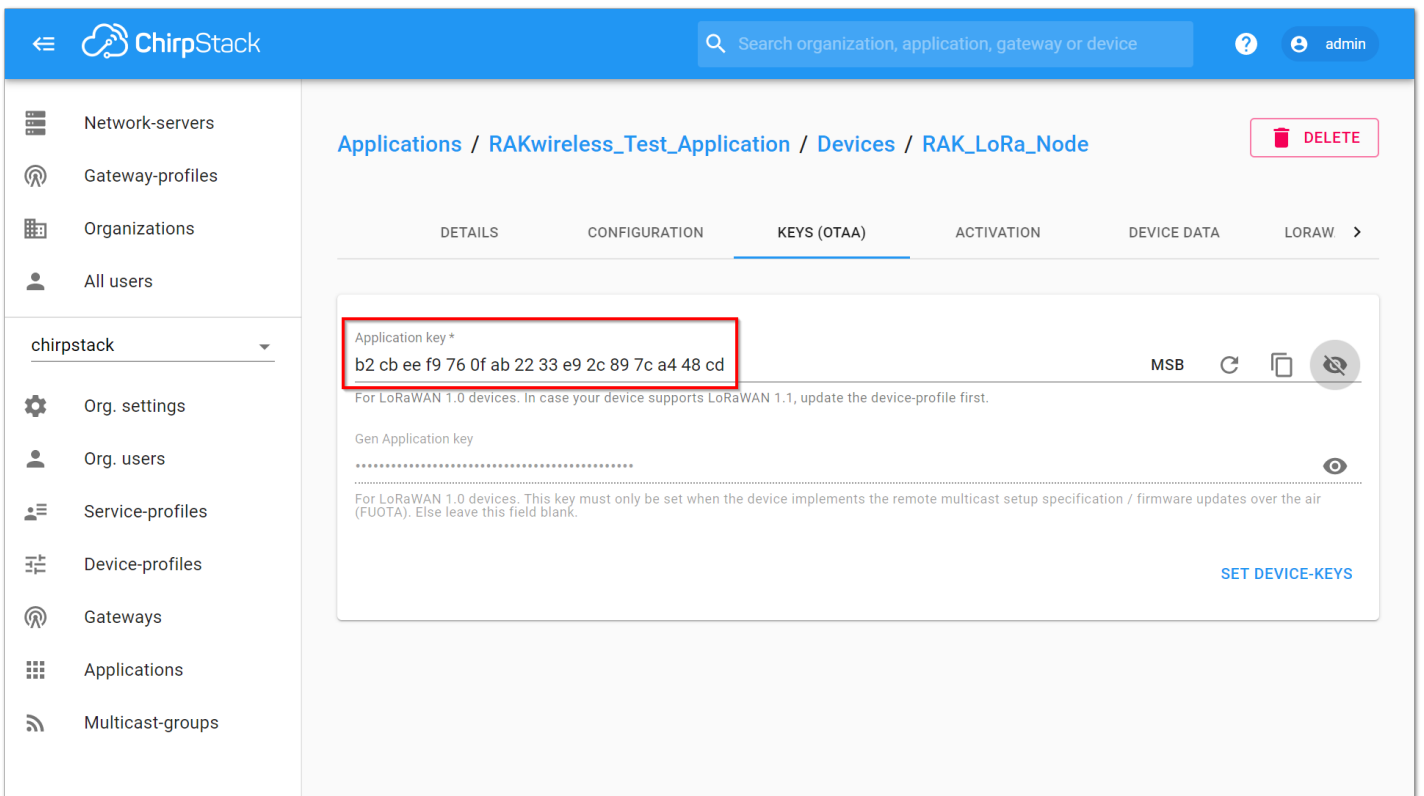 ChirpStack
Search organization, application, gateway or device
? admin
Network-servers
Gateway-profiles
Organizations
All users
chirpstack
Org. settings
Org. users
Service-profiles
Device-profiles
Gateways
Applications
Multicast-groups
Applications / RAKwireless_Test_Application / Devices / RAK_LoRa_Node
DELETE
DETAILS CONFIGURATION KEYS (OTAA) ACTIVATION DEVICE DATA LORAW
Application key *
b2 cb ee f9 76 0f ab 22 33 e9 2c 89 7c a4 48 cd MSB
For LoRaWAN 1.0 devices. In case your device supports LoRaWAN 1.1, update the device-profile first.
Gen Application key
••••••••••••••••••••••••••••••••••••••••••••••••
For LoRaWAN 1.0 devices. This key must only be set when the device implements the remote multicast setup specification / firmware updates over the air
(FUOTA). Else leave this field blank.
SET DEVICE-KEYS